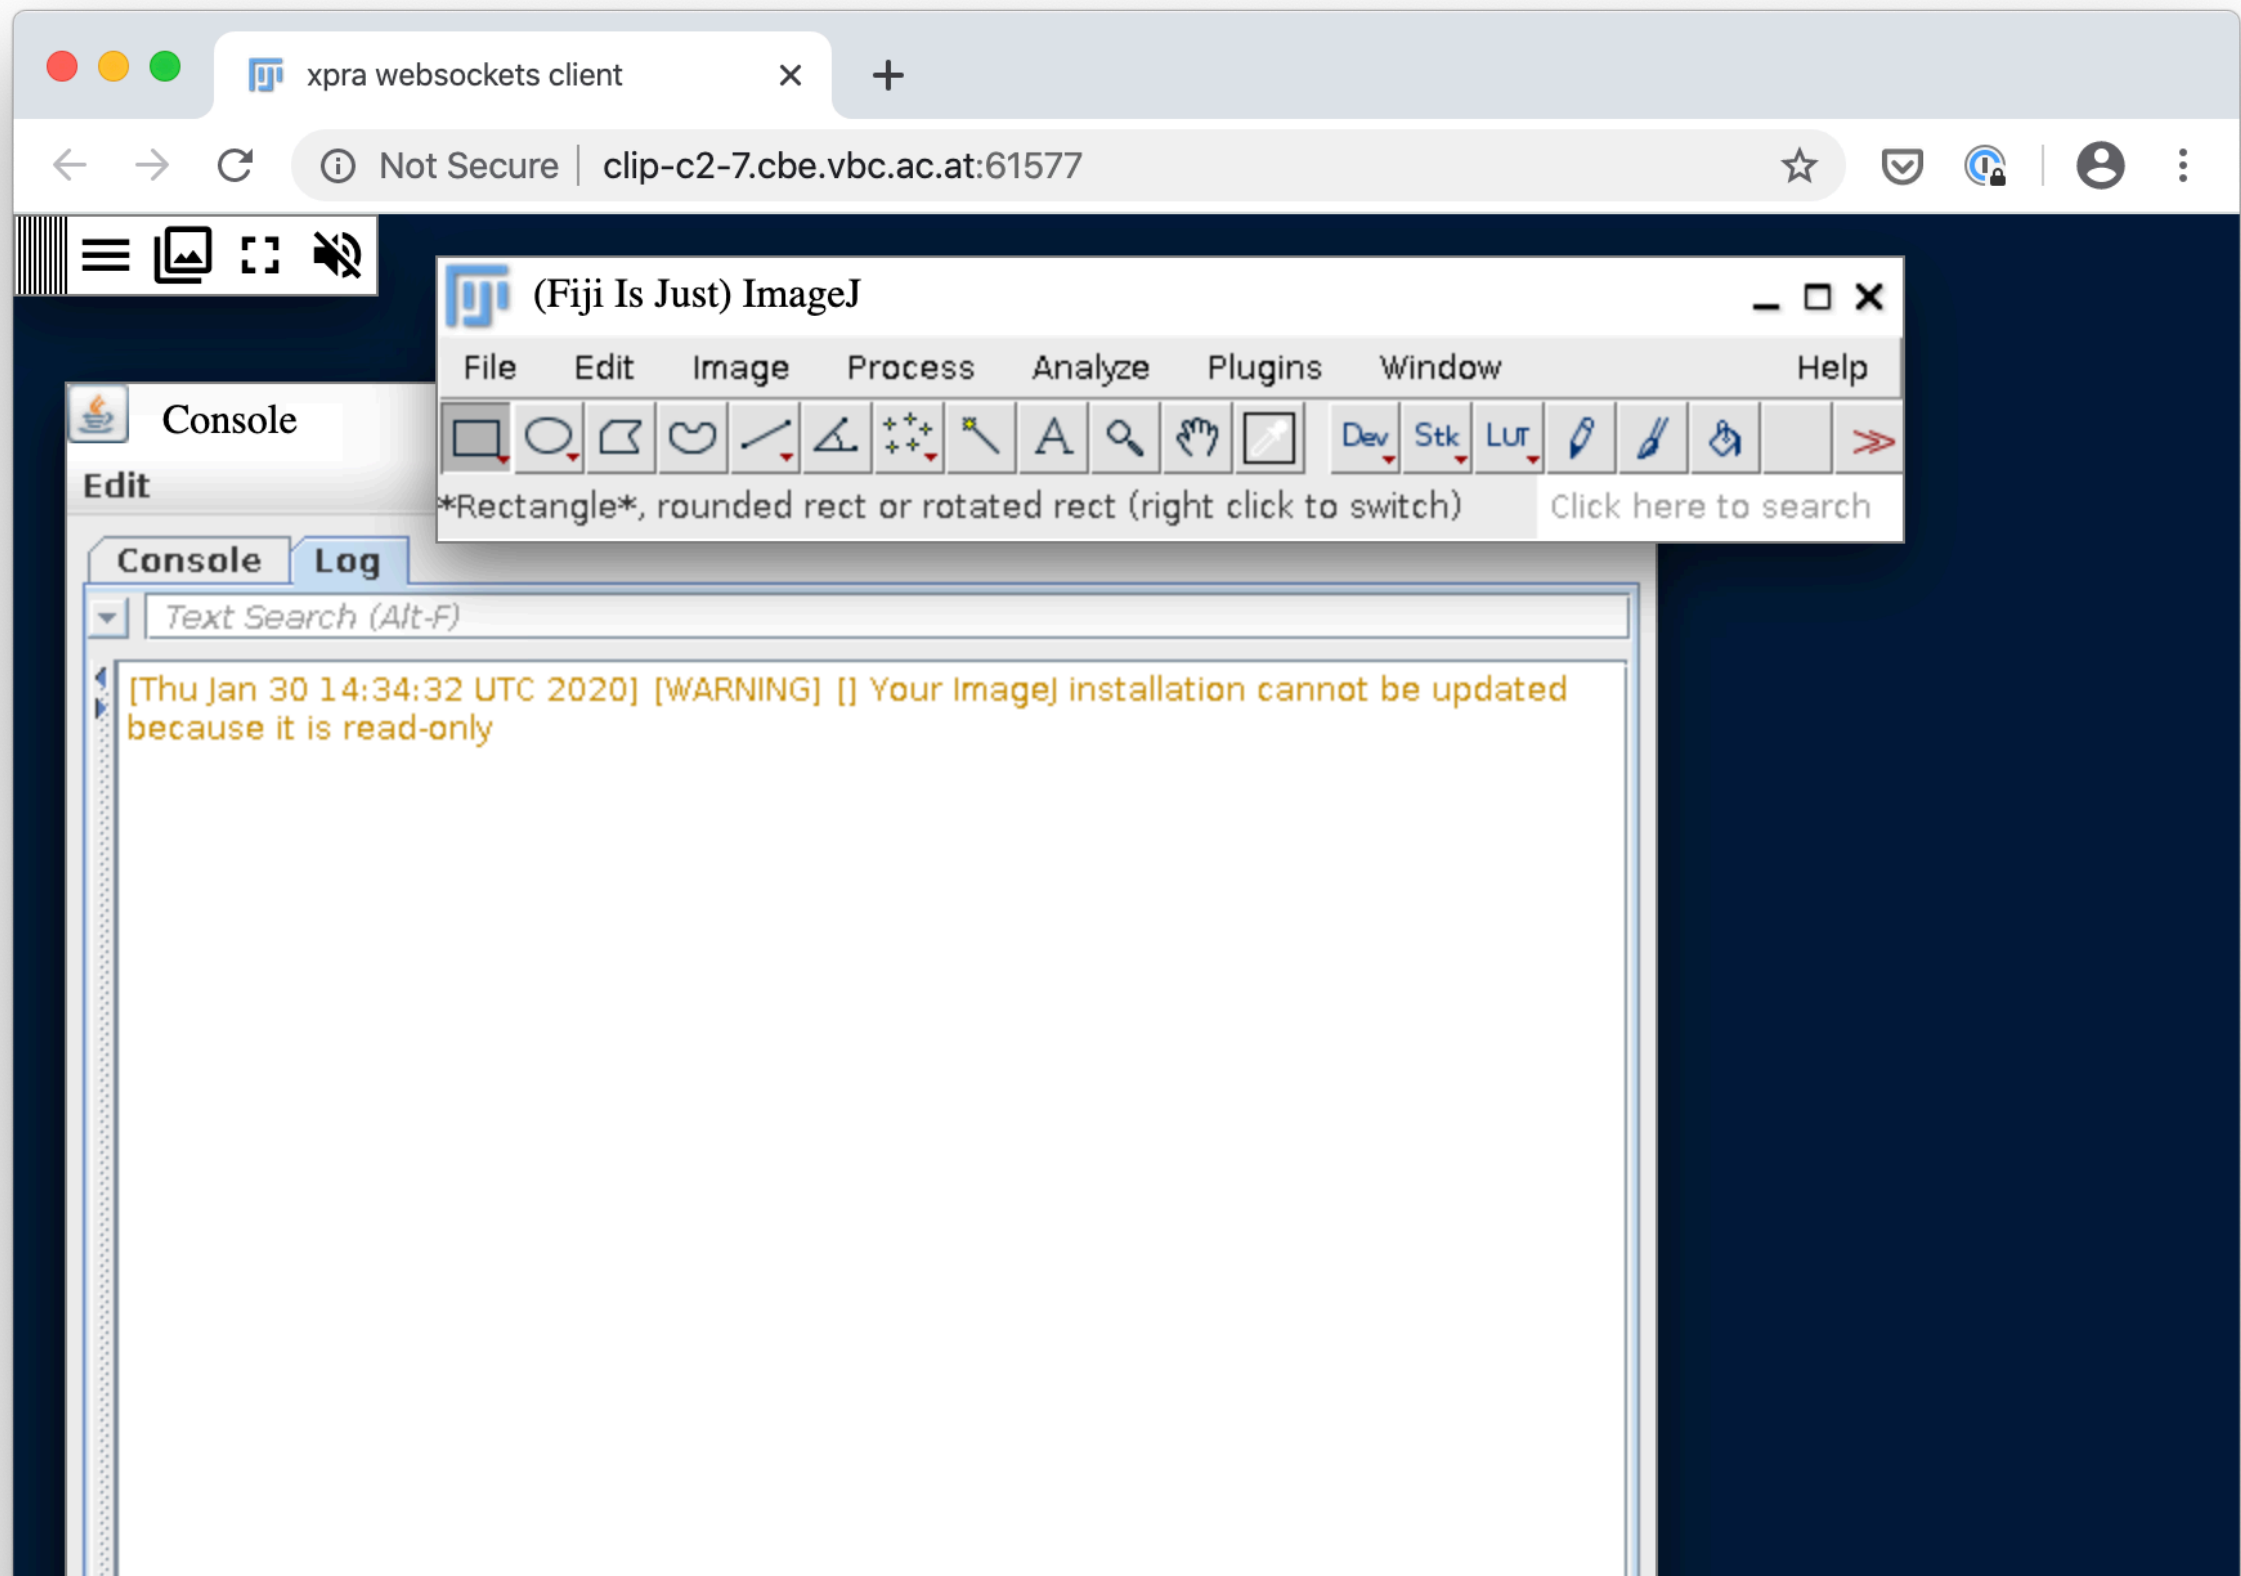 xpra websockets client
Not Secure clip-c2-7.cbe.vbc.ac.at:61577
(Fiji Is Just) ImageJ
File Edit Image Process Analyze Plugins Window Help
A Dev Stk LUT
*Rectangle*, rounded rect or rotated rect (right click to switch) Click here to search
Console
Edit
Console Log
Text Search (Alt-F)
[Thu Jan 30 14:34:32 UTC 2020] [WARNING] [] Your ImageJ installation cannot be updated
because it is read-only